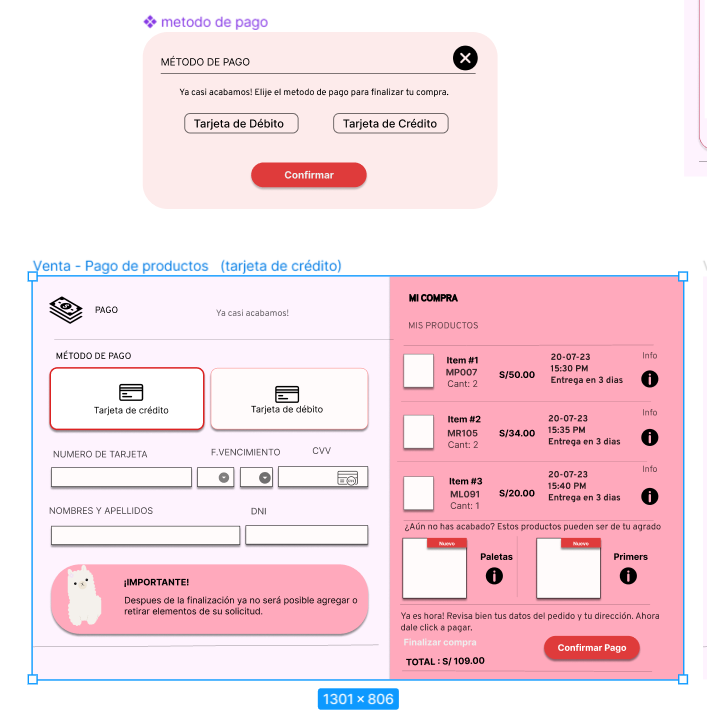 metodo de pago
MÉTODO DE PAGO
Ya casi acabamos! Elije el metodo de pago para finalizar tu compra.
Tarjeta de Débito
Tarjeta de Crédito
Confirmar
Venta - Pago de productos (tarjeta de crédito)
PAGO
Ya casi acabamos!
MÉTODO DE PAGO
Tarjeta de crédito
Tarjeta de débito
NUMERO DE TARJETA
F.VENCIMIENTO
CVV
NOMBRES Y APELLIDOS
DNI
¡IMPORTANTE!
Despues de la finalización ya no será posible agregar o
retirar elementos de su solicitud.
MI COMPRA
MIS PRODUCTOS
Item #1
MP007
Cant: 2
S/50.00
20-07-23
15:30 PM
Entrega en 3 dias
Info
Item #2
MR105
Cant: 2
S/34.00
20-07-23
15:35 PM
Entrega en 3 dias
Info
Item #3
ML091
Cant: 1
S/20.00
20-07-23
15:40 PM
Entrega en 3 dias
Info
¿Aún no has acabado? Estos productos pueden ser de tu agrado
Nuevo
Paletas
Nuevo
Primers
Ya es hora! Revisa bien tus datos del pedido y tu dirección. Ahora
dale click a pagar.
Finalizar compra
TOTAL : S/ 109.00
Confirmar Pago
1301 × 806